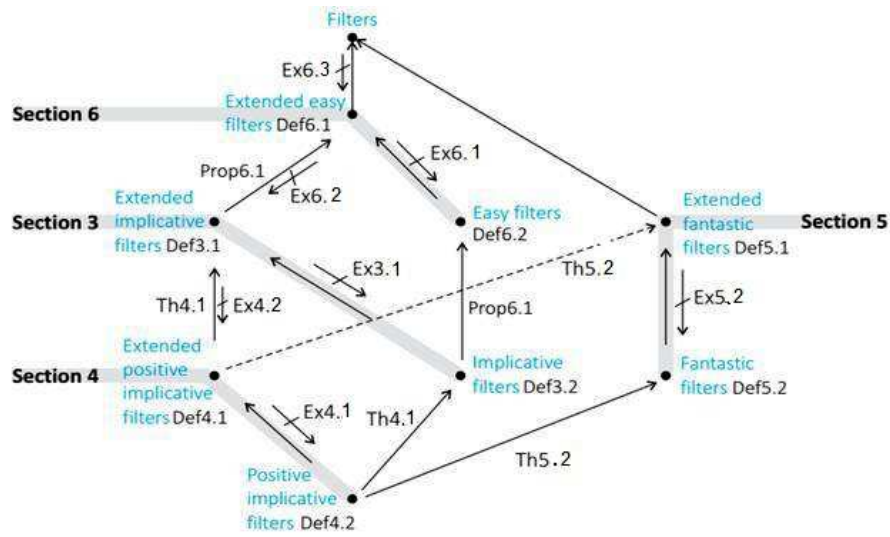 Filters
Ex6.3
Section 6
Extended easy
filters Def6.1
Prop6.1
Ex6.2
Ex6.1
Section 3
Extended
implicative
filters Def3.1
Easy filters
Def6.2
Extended
fantastic
filters Def5.1
Section 5
Th4.1
Ex4.2
Ex3.1
Th5.2
Prop6.1
Ex5.2
Section 4
Extended
positive
implicative
filters Def4.1
Implicative
filters Def3.2
Fantastic
filters Def5.2
Ex4.1
Th4.1
Th5.2
Positive
implicative
filters Def4.2